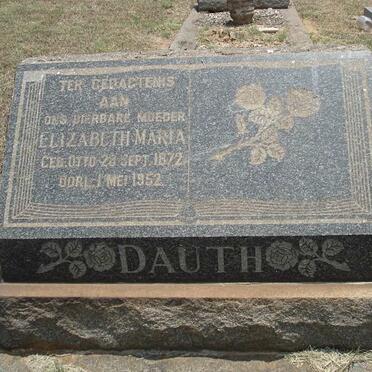 TER GEDAGTENIS
AAN
ONS DIERBARE MOEDER
ELIZABETH MARIA
GEB. OTTO 28 SEPT. 1872
OORL. 1 MEI 1952
DAUTH